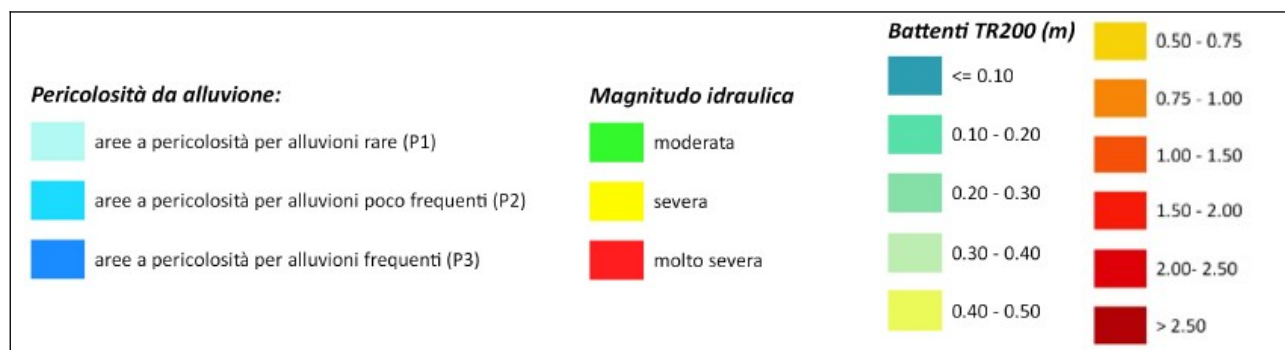 Pericolosità da alluvione:
aree a pericolosità per alluvioni rare (P1)
aree a pericolosità per alluvioni poco frequenti (P2)
aree a pericolosità per alluvioni frequenti (P3)
Magnitudo idraulica
moderata
severa
molto severa
Battenti TR200 (m)
<= 0.10
0.10 - 0.20
0.20 - 0.30
0.30 - 0.40
0.40 - 0.50
0.50 - 0.75
0.75 - 1.00
1.00 - 1.50
1.50 - 2.00
2.00- 2.50
> 2.50